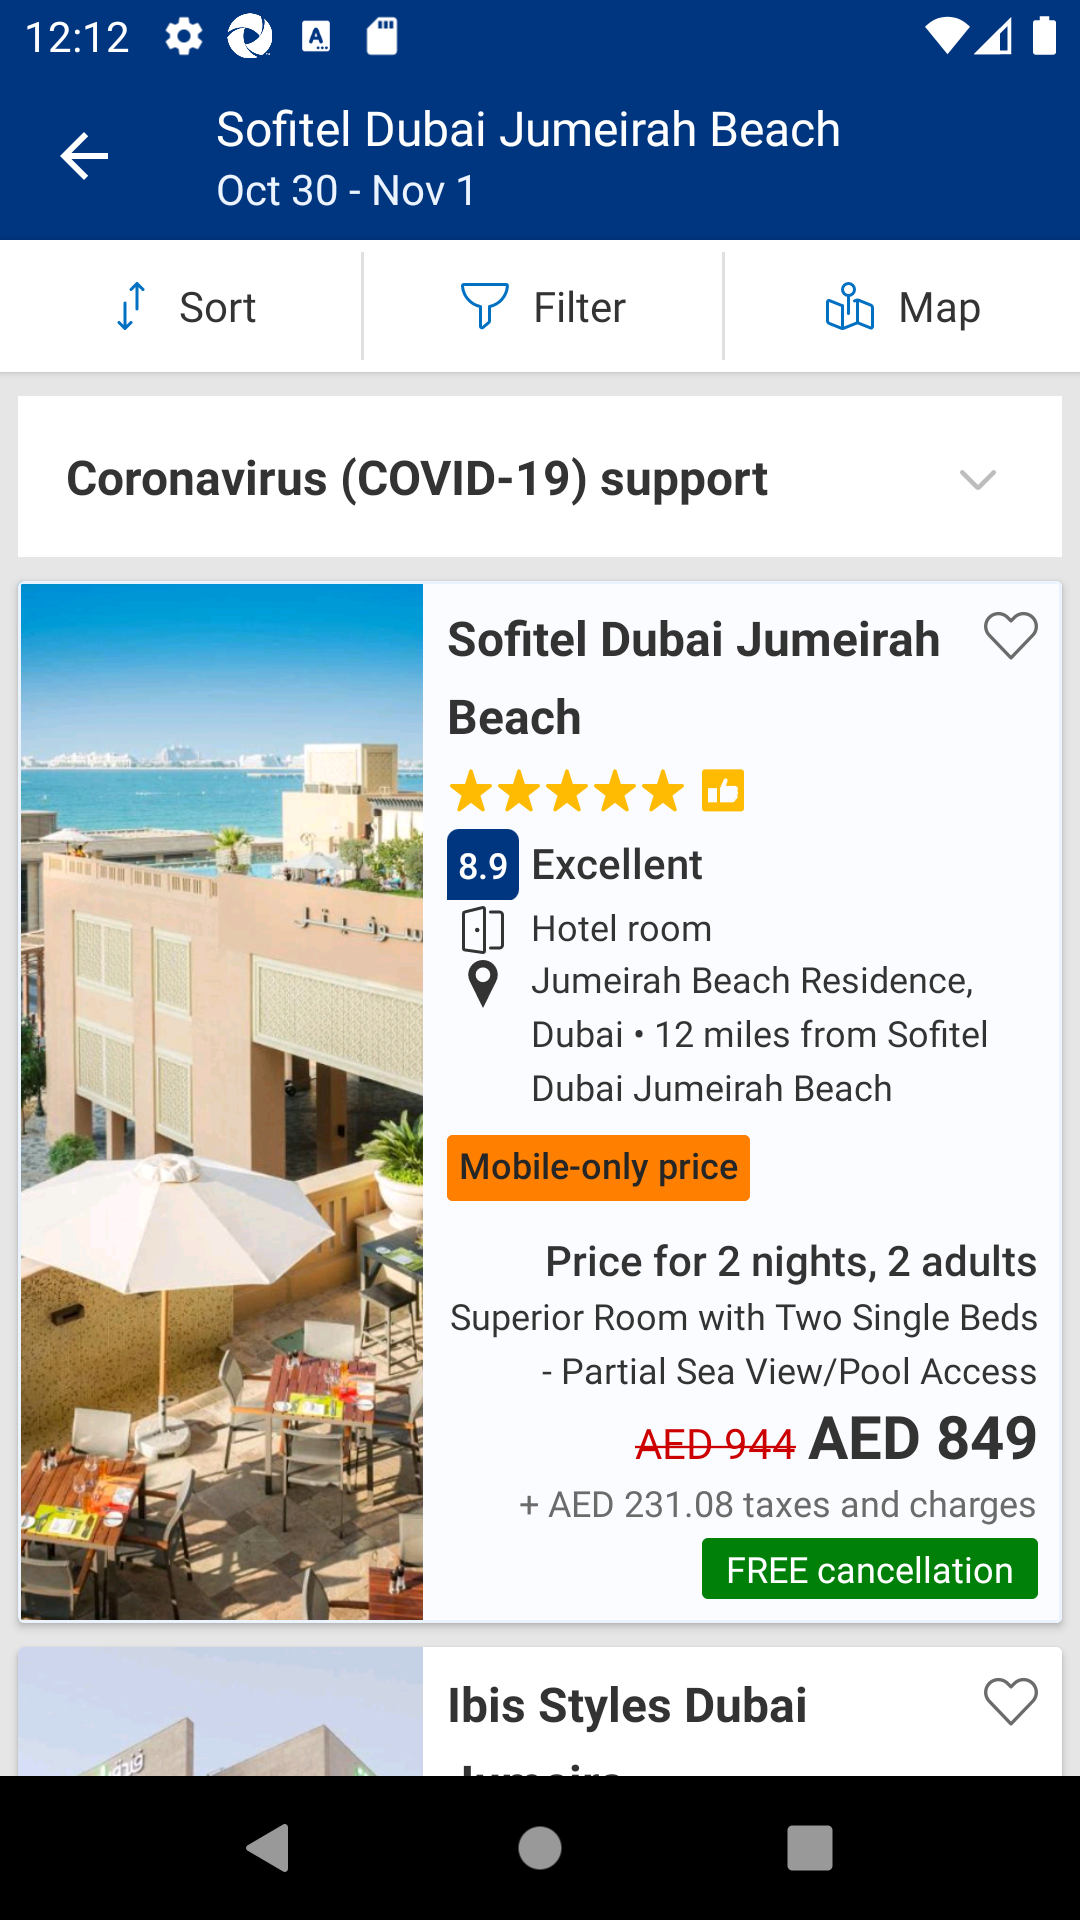 12:12
Sofitel Dubai Jumeirah Beach
Oct 30 - Nov 1
Sort
Filter
Map
Coronavirus (COVID-19) support
Sofitel Dubai Jumeirah
Beach
8.9 Excellent
Hotel room
Jumeirah Beach Residence,
Dubai • 12 miles from Sofitel
Dubai Jumeirah Beach
Mobile-only price
Price for 2 nights, 2 adults
Superior Room with Two Single Beds
- Partial Sea View/Pool Access
AED 944 AED 849
+ AED 231.08 taxes and charges
FREE cancellation
Ibis Styles Dubai
Jumeira